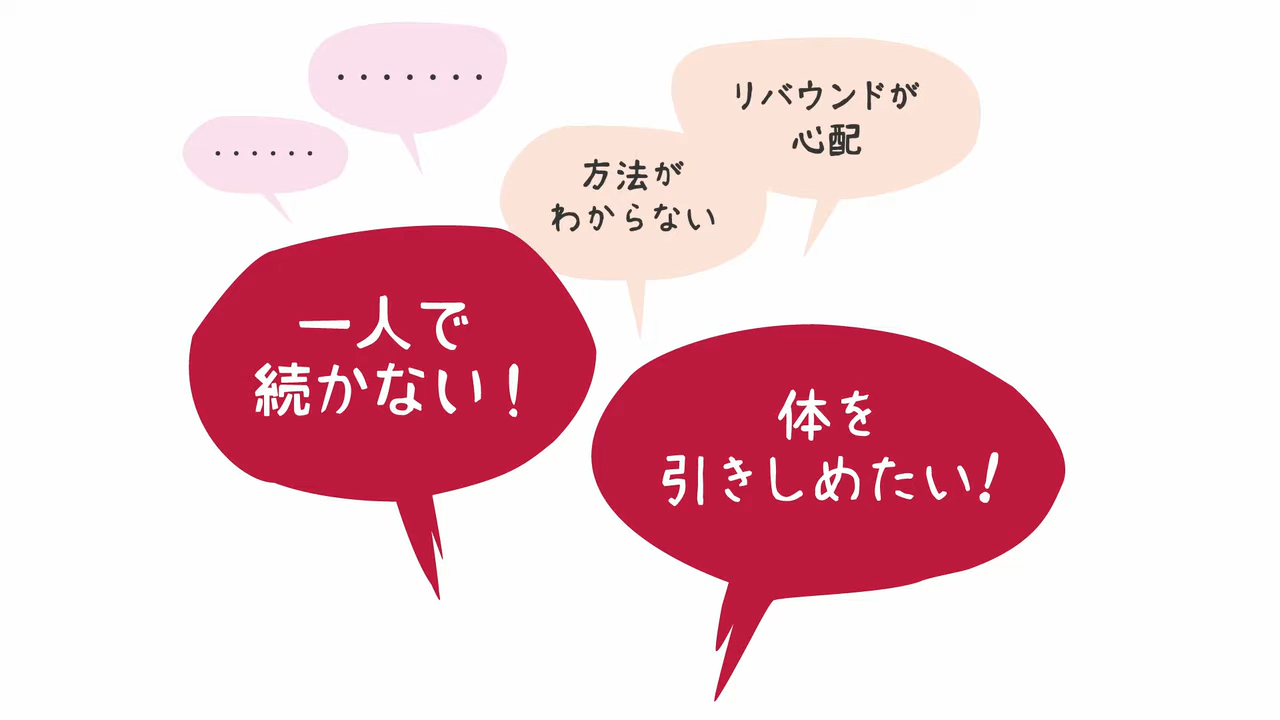 ・・・・・・・
・・・・・・
リバウンドが
心配
方法が
わからない
一人で
続かない！
体を
引きしめたい！